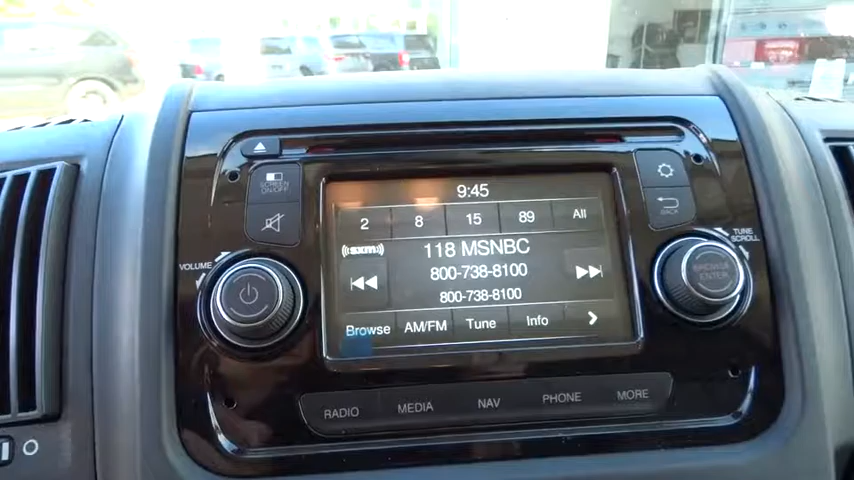 9:45
SCREEN
ON/OFF
2 8 15 89 All
BACK
((SXM))
118 MSNBC
800-738-8100
800-738-8100
VOLUME
TUNE
SCROLL
BROWSE
ENTER
Browse AM/FM Tune Info
RADIO MEDIA NAV PHONE MORE